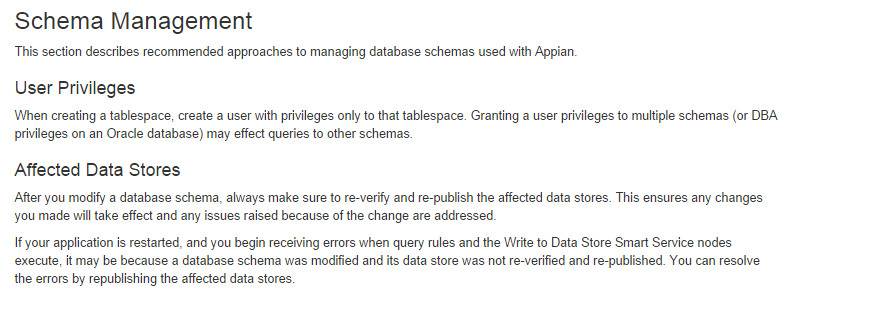 Schema Management
This section describes recommended approaches to managing database schemas used with Appian.
User Privileges
When creating a tablespace, create a user with privileges only to that tablespace. Granting a user privileges to multiple schemas (or DBA
privileges on an Oracle database) may effect queries to other schemas.
Affected Data Stores
After you modify a database schema, always make sure to re-verify and re-publish the affected data stores. This ensures any changes
you made will take effect and any issues raised because of the change are addressed.
If your application is restarted, and you begin receiving errors when query rules and the Write to Data Store Smart Service nodes
execute, it may be because a database schema was modified and its data store was not re-verified and re-published. You can resolve
the errors by republishing the affected data stores.